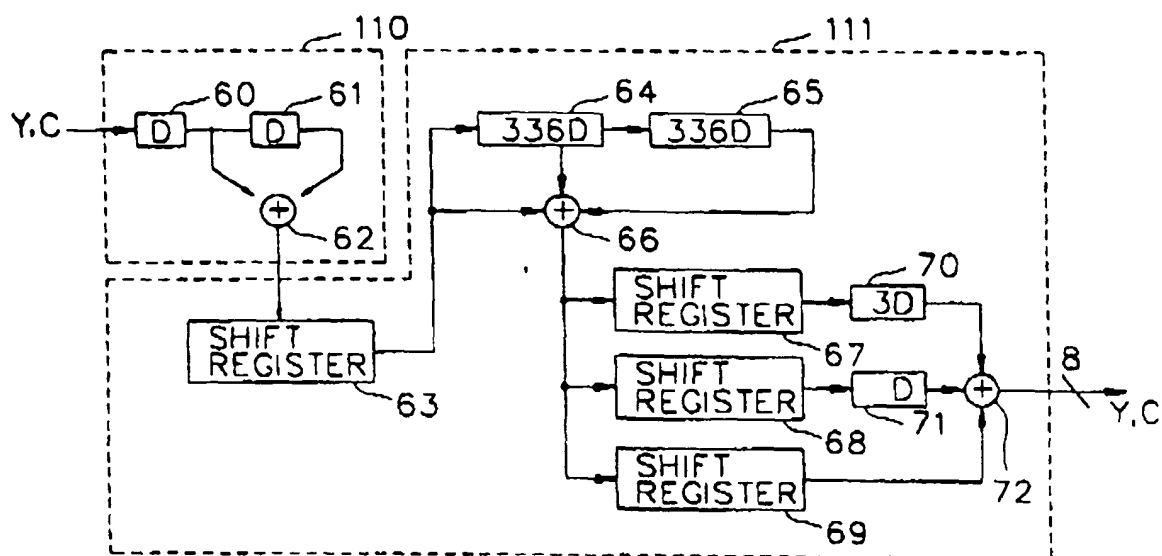 110
111
60
61
64
65
Y.C
D
D
336D
336D
+
62
+
66
SHIFT
REGISTER
63
SHIFT
REGISTER
67
70
3D
SHIFT
REGISTER
68
D
71
+
72
8
Y.C
SHIFT
REGISTER
69